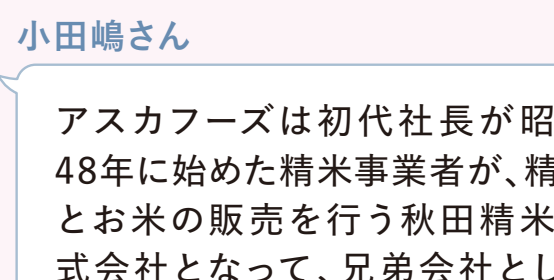 小田嶋さん
アスカフーズは初代社長が昭
48年に始めた精米事業者が、精
とお米の販売を行う秋田精米
式会社となって、兄弟会社とし